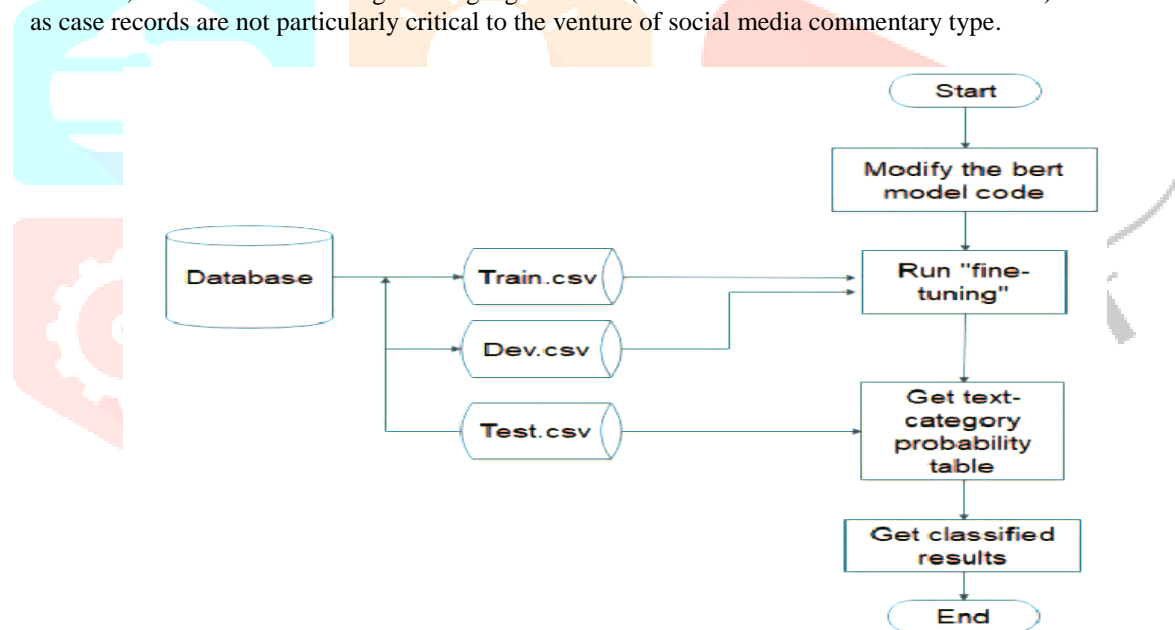 as case records are not particularly critical to the venture of social media commentary type.
Start
Modify the bert
model code
Database
Train.csv
Run "fine-
tuning"
Dev.csv
Get text-
category
probability
table
Test.csv
Get classified
results
End